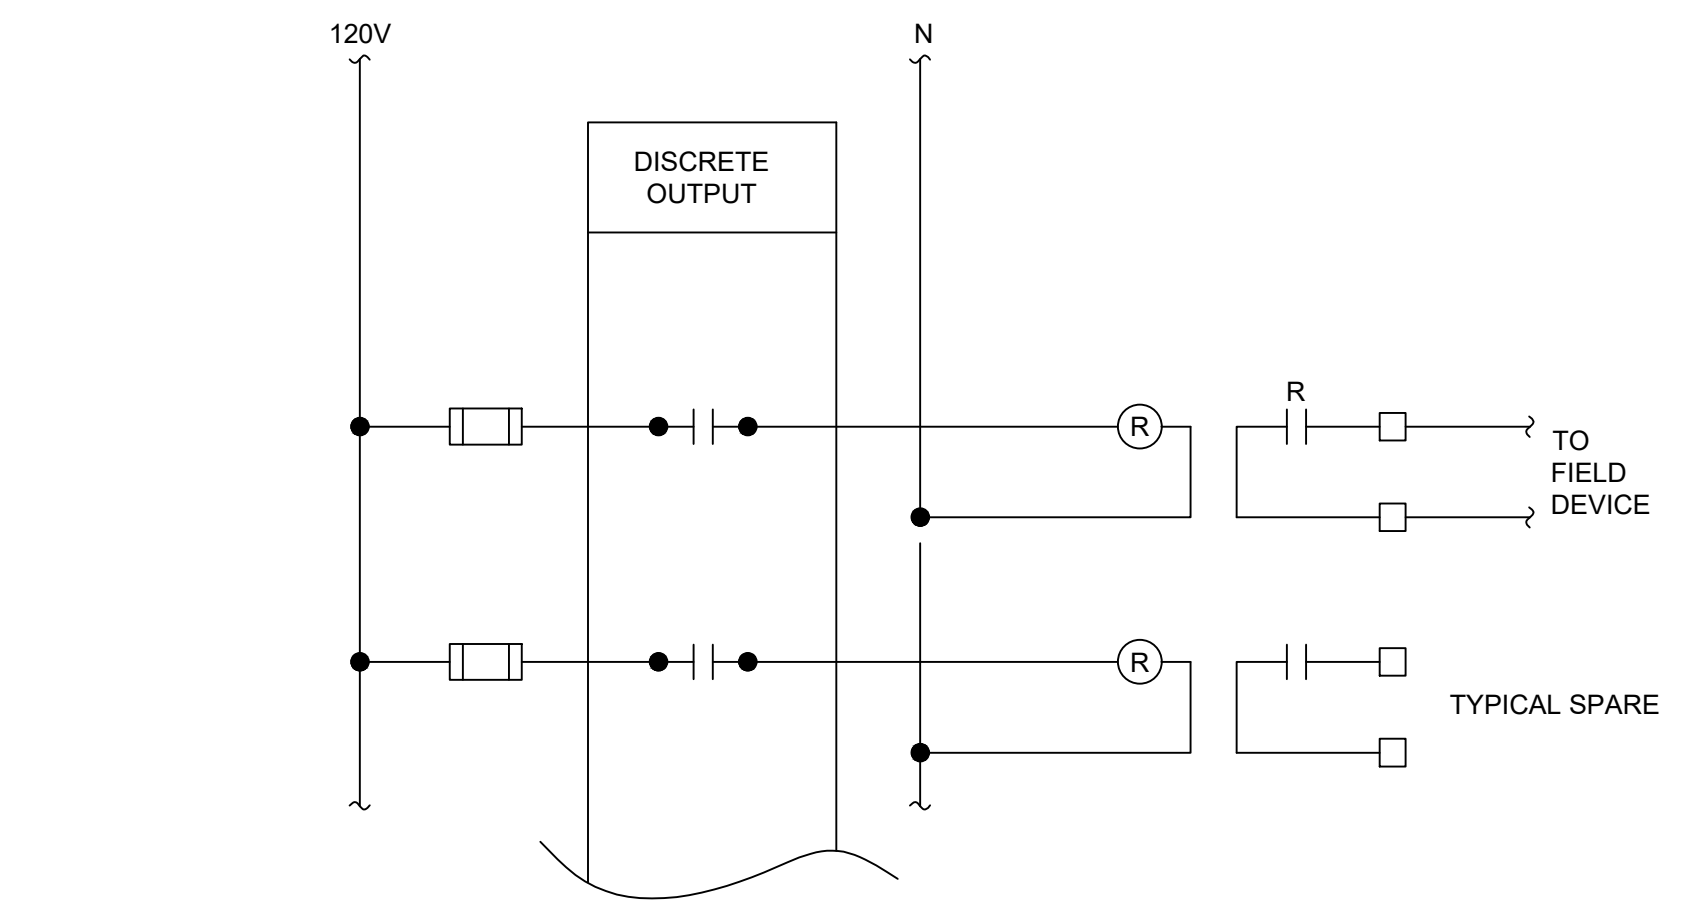 120V
N
DISCRETE
OUTPUT
R
R
TO
FIELD
DEVICE
R
TYPICAL SPARE